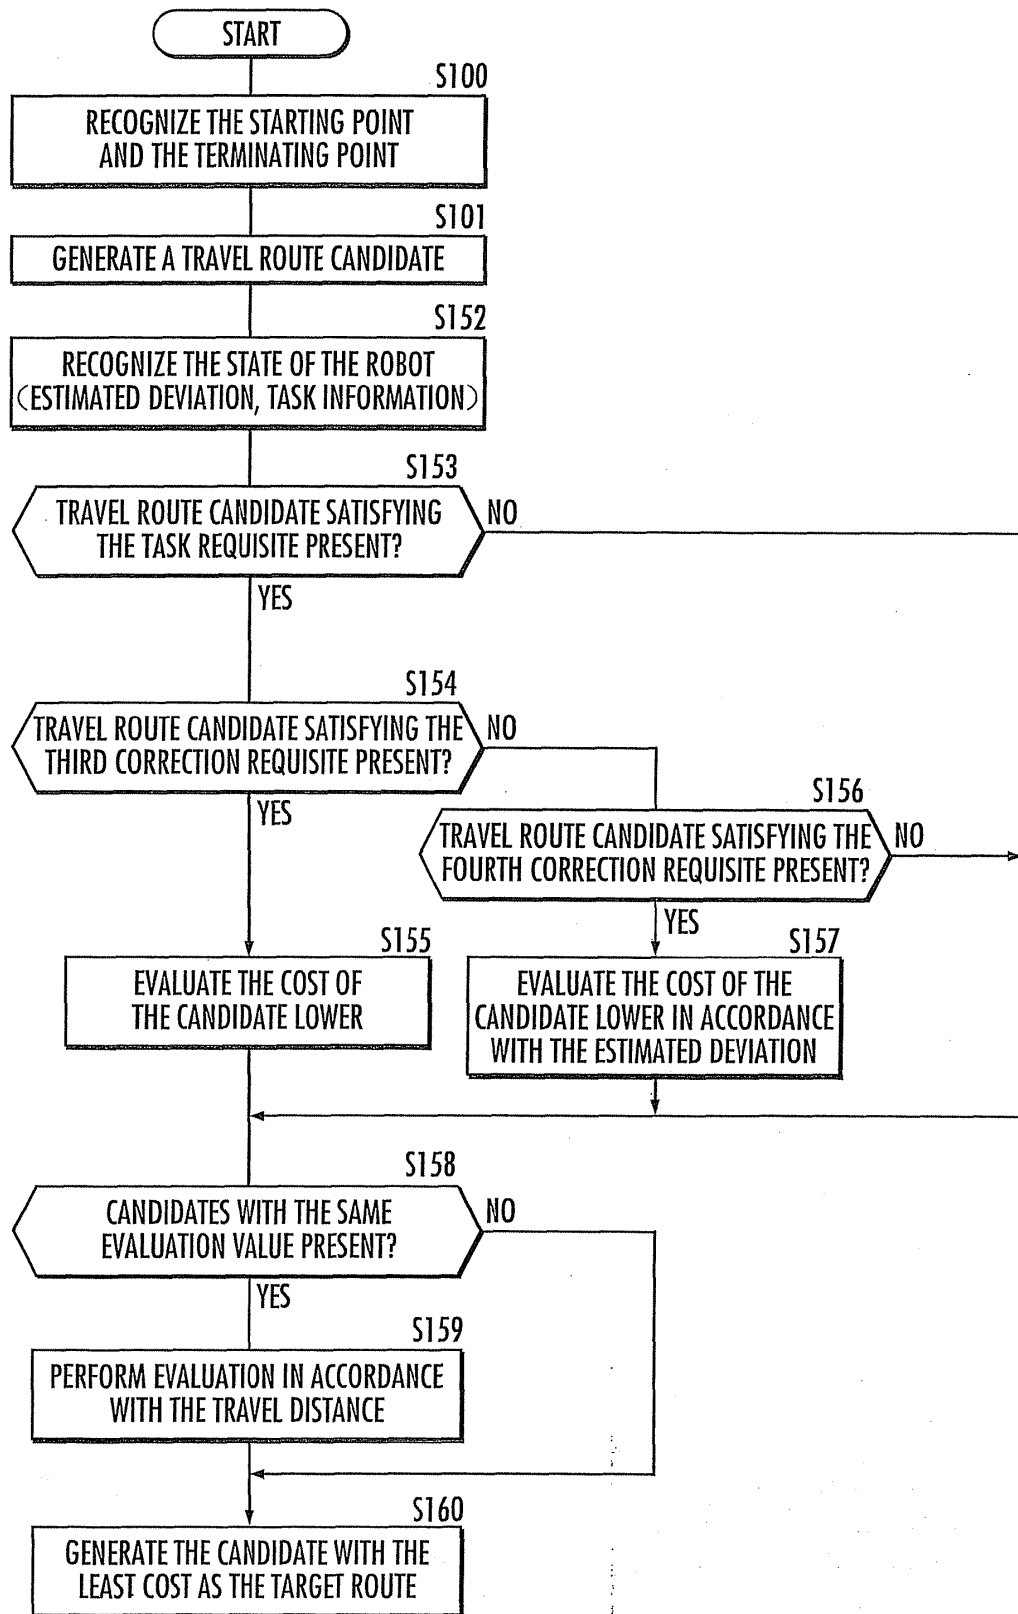 START
S100
RECOGNIZE THE STARTING POINT
AND THE TERMINATING POINT
S101
GENERATE A TRAVEL ROUTE CANDIDATE
S152
RECOGNIZE THE STATE OF THE ROBOT
(ESTIMATED DEVIATION, TASK INFORMATION)
S153
TRAVEL ROUTE CANDIDATE SATISFYING
THE TASK REQUISITE PRESENT?
NO
YES
S154
TRAVEL ROUTE CANDIDATE SATISFYING THE
THIRD CORRECTION REQUISITE PRESENT?
NO
YES
S156
TRAVEL ROUTE CANDIDATE SATISFYING THE
FOURTH CORRECTION REQUISITE PRESENT?
NO
YES
S155
EVALUATE THE COST OF
THE CANDIDATE LOWER
S157
EVALUATE THE COST OF THE
CANDIDATE LOWER IN ACCORDANCE
WITH THE ESTIMATED DEVIATION
S158
CANDIDATES WITH THE SAME
EVALUATION VALUE PRESENT?
NO
YES
S159
PERFORM EVALUATION IN ACCORDANCE
WITH THE TRAVEL DISTANCE
S160
GENERATE THE CANDIDATE WITH THE
LEAST COST AS THE TARGET ROUTE